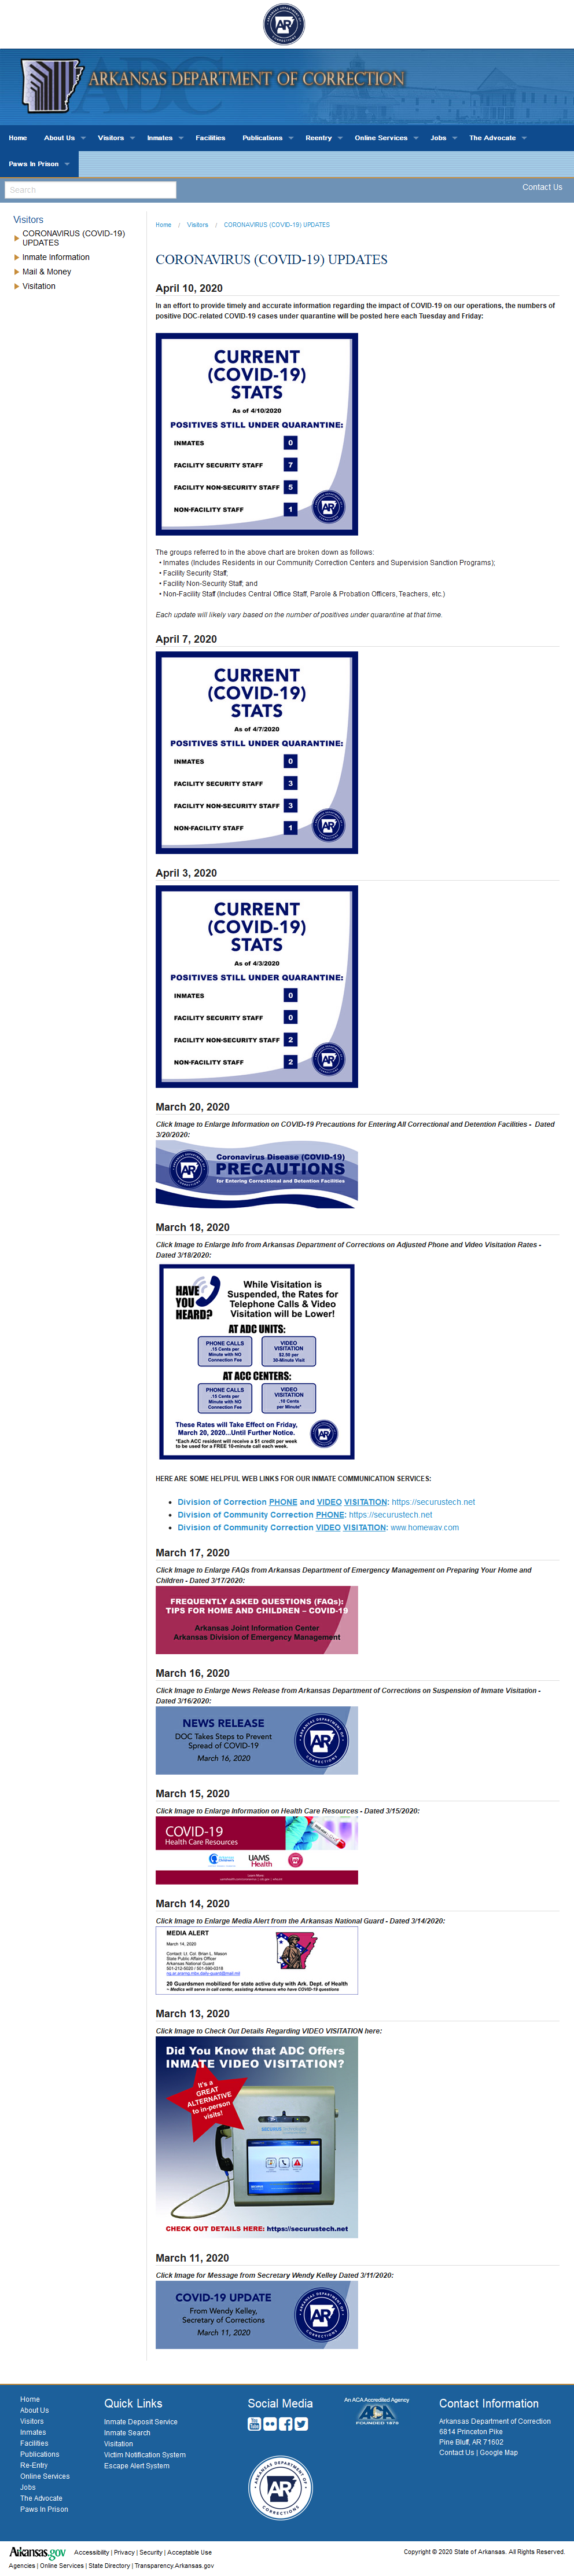 ARKANSAS DEPARTMENT OF CORRECTION
Home About Us Visitors Inmates Facilities Publications Reentry Online Services Jobs The Advocate
Paws In Prison
Search
Contact Us
Visitors
CORONAVIRUS (COVID-19)
UPDATES
Inmate Information
Mail & Money
Visitation
Home / Visitors / CORONAVIRUS (COVID-19) UPDATES
CORONAVIRUS (COVID-19) UPDATES
April 10, 2020
In an effort to provide timely and accurate information regarding the impact of COVID-19 on our operations, the numbers of
positive DOC-related COVID-19 cases under quarantine will be posted here each Tuesday and Friday:
CURRENT
(COVID-19)
STATS
As of 4/10/2020
POSITIVES STILL UNDER QUARANTINE:
INMATES 0
FACILITY SECURITY STAFF 7
FACILITY NON-SECURITY STAFF 5
NON-FACILITY STAFF 1
AR
The groups referred to in the above chart are broken down as follows:
• Inmates (Includes Residents in our Community Correction Centers and Supervision Sanction Programs);
• Facility Security Staff;
• Facility Non-Security Staff; and
• Non-Facility Staff (Includes Central Office Staff, Parole & Probation Officers, Teachers, etc.)
Each update will likely vary based on the number of positives under quarantine at that time.
April 7, 2020
CURRENT
(COVID-19)
STATS
As of 4/7/2020
POSITIVES STILL UNDER QUARANTINE:
INMATES 0
FACILITY SECURITY STAFF 3
FACILITY NON-SECURITY STAFF 3
NON-FACILITY STAFF 1
AR
April 3, 2020
CURRENT
(COVID-19)
STATS
As of 4/3/2020
POSITIVES STILL UNDER QUARANTINE:
INMATES 0
FACILITY SECURITY STAFF 0
FACILITY NON-SECURITY STAFF 2
NON-FACILITY STAFF 2
AR
March 20, 2020
Click Image to Enlarge Information on COVID-19 Precautions for Entering All Correctional and Detention Facilities - Dated
3/20/2020:
Coronavirus Disease (COVID-19)
PRECAUTIONS
for Entering Correctional and Detention Facilities
AR
March 18, 2020
Click Image to Enlarge Info from Arkansas Department of Corrections on Adjusted Phone and Video Visitation Rates -
Dated 3/18/2020:
HAVE YOU HEARD?
While Visitation is
Suspended, the Rates for
Telephone Calls & Video
Visitation will be Lower!
AT ADC UNITS:
PHONE CALLS
.15 Cents per
Minute with NO
Connection Fee
VIDEO
VISITATION
$2.50 per
30-Minute Visit
AT ACC CENTERS:
PHONE CALLS
.15 Cents per
Minute with NO
Connection Fee
VIDEO
VISITATION
.10 Cents
per Minute*
These Rates will Take Effect on Friday,
March 20, 2020...Until Further Notice.
*Each ACC resident will receive a $1 credit per week
to be used for a FREE 10-minute call each week.
HERE ARE SOME HELPFUL WEB LINKS FOR OUR INMATE COMMUNICATION SERVICES:
• Division of Correction PHONE and VIDEO VISITATION: https://securustech.net
• Division of Community Correction PHONE: https://securustech.net
• Division of Community Correction VIDEO VISITATION: www.homewav.com
March 17, 2020
Click Image to Enlarge FAQs from Arkansas Department of Emergency Management on Preparing Your Home and
Children - Dated 3/17/2020:
FREQUENTLY ASKED QUESTIONS (FAQs):
TIPS FOR HOME AND CHILDREN – COVID-19
Arkansas Joint Information Center
Arkansas Division of Emergency Management
March 16, 2020
Click Image to Enlarge News Release from Arkansas Department of Corrections on Suspension of Inmate Visitation -
Dated 3/16/2020:
NEWS RELEASE
DOC Takes Steps to Prevent
Spread of COVID-19
March 16, 2020
AR
March 15, 2020
Click Image to Enlarge Information on Health Care Resources - Dated 3/15/2020:
COVID-19
Health Care Resources
UAMS
Health
March 14, 2020
Click Image to Enlarge Media Alert from the Arkansas National Guard - Dated 3/14/2020:
MEDIA ALERT
March 14, 2020
Contact: Lt. Col. Brian L. Mason
State Public Affairs Officer
Arkansas National Guard
20 Guardsmen mobilized for state active duty with Ark. Dept. of Health
- Medics will serve in call center, assisting Arkansans who have COVID-19 questions
March 13, 2020
Click Image to Check Out Details Regarding VIDEO VISITATION here:
Did You Know that ADC Offers
INMATE VIDEO VISITATION?
It's a
GREAT
ALTERNATIVE
to in-person
visits!
CHECK OUT DETAILS HERE: https://securustech.net
March 11, 2020
Click Image for Message from Secretary Wendy Kelley Dated 3/11/2020:
COVID-19 UPDATE
From Wendy Kelley,
Secretary of Corrections
March 11, 2020
AR
Home
About Us
Visitors
Inmates
Facilities
Publications
Re-Entry
Online Services
Jobs
The Advocate
Paws In Prison
Quick Links
Inmate Deposit Service
Inmate Search
Visitation
Victim Notification System
Escape Alert System
Social Media
ARKANSAS DEPARTMENT OF
AR
CORRECTIONS
An ACA Accredited Agency
ACA
FOUNDED 1870
Contact Information
Arkansas Department of Correction
6814 Princeton Pike
Pine Bluff, AR 71602
Contact Us | Google Map
Arkansas.gov Accessibility | Privacy | Security | Acceptable Use
Agencies | Online Services | State Directory | Transparency.Arkansas.gov
Copyright © 2020 State of Arkansas. All Rights Reserved.